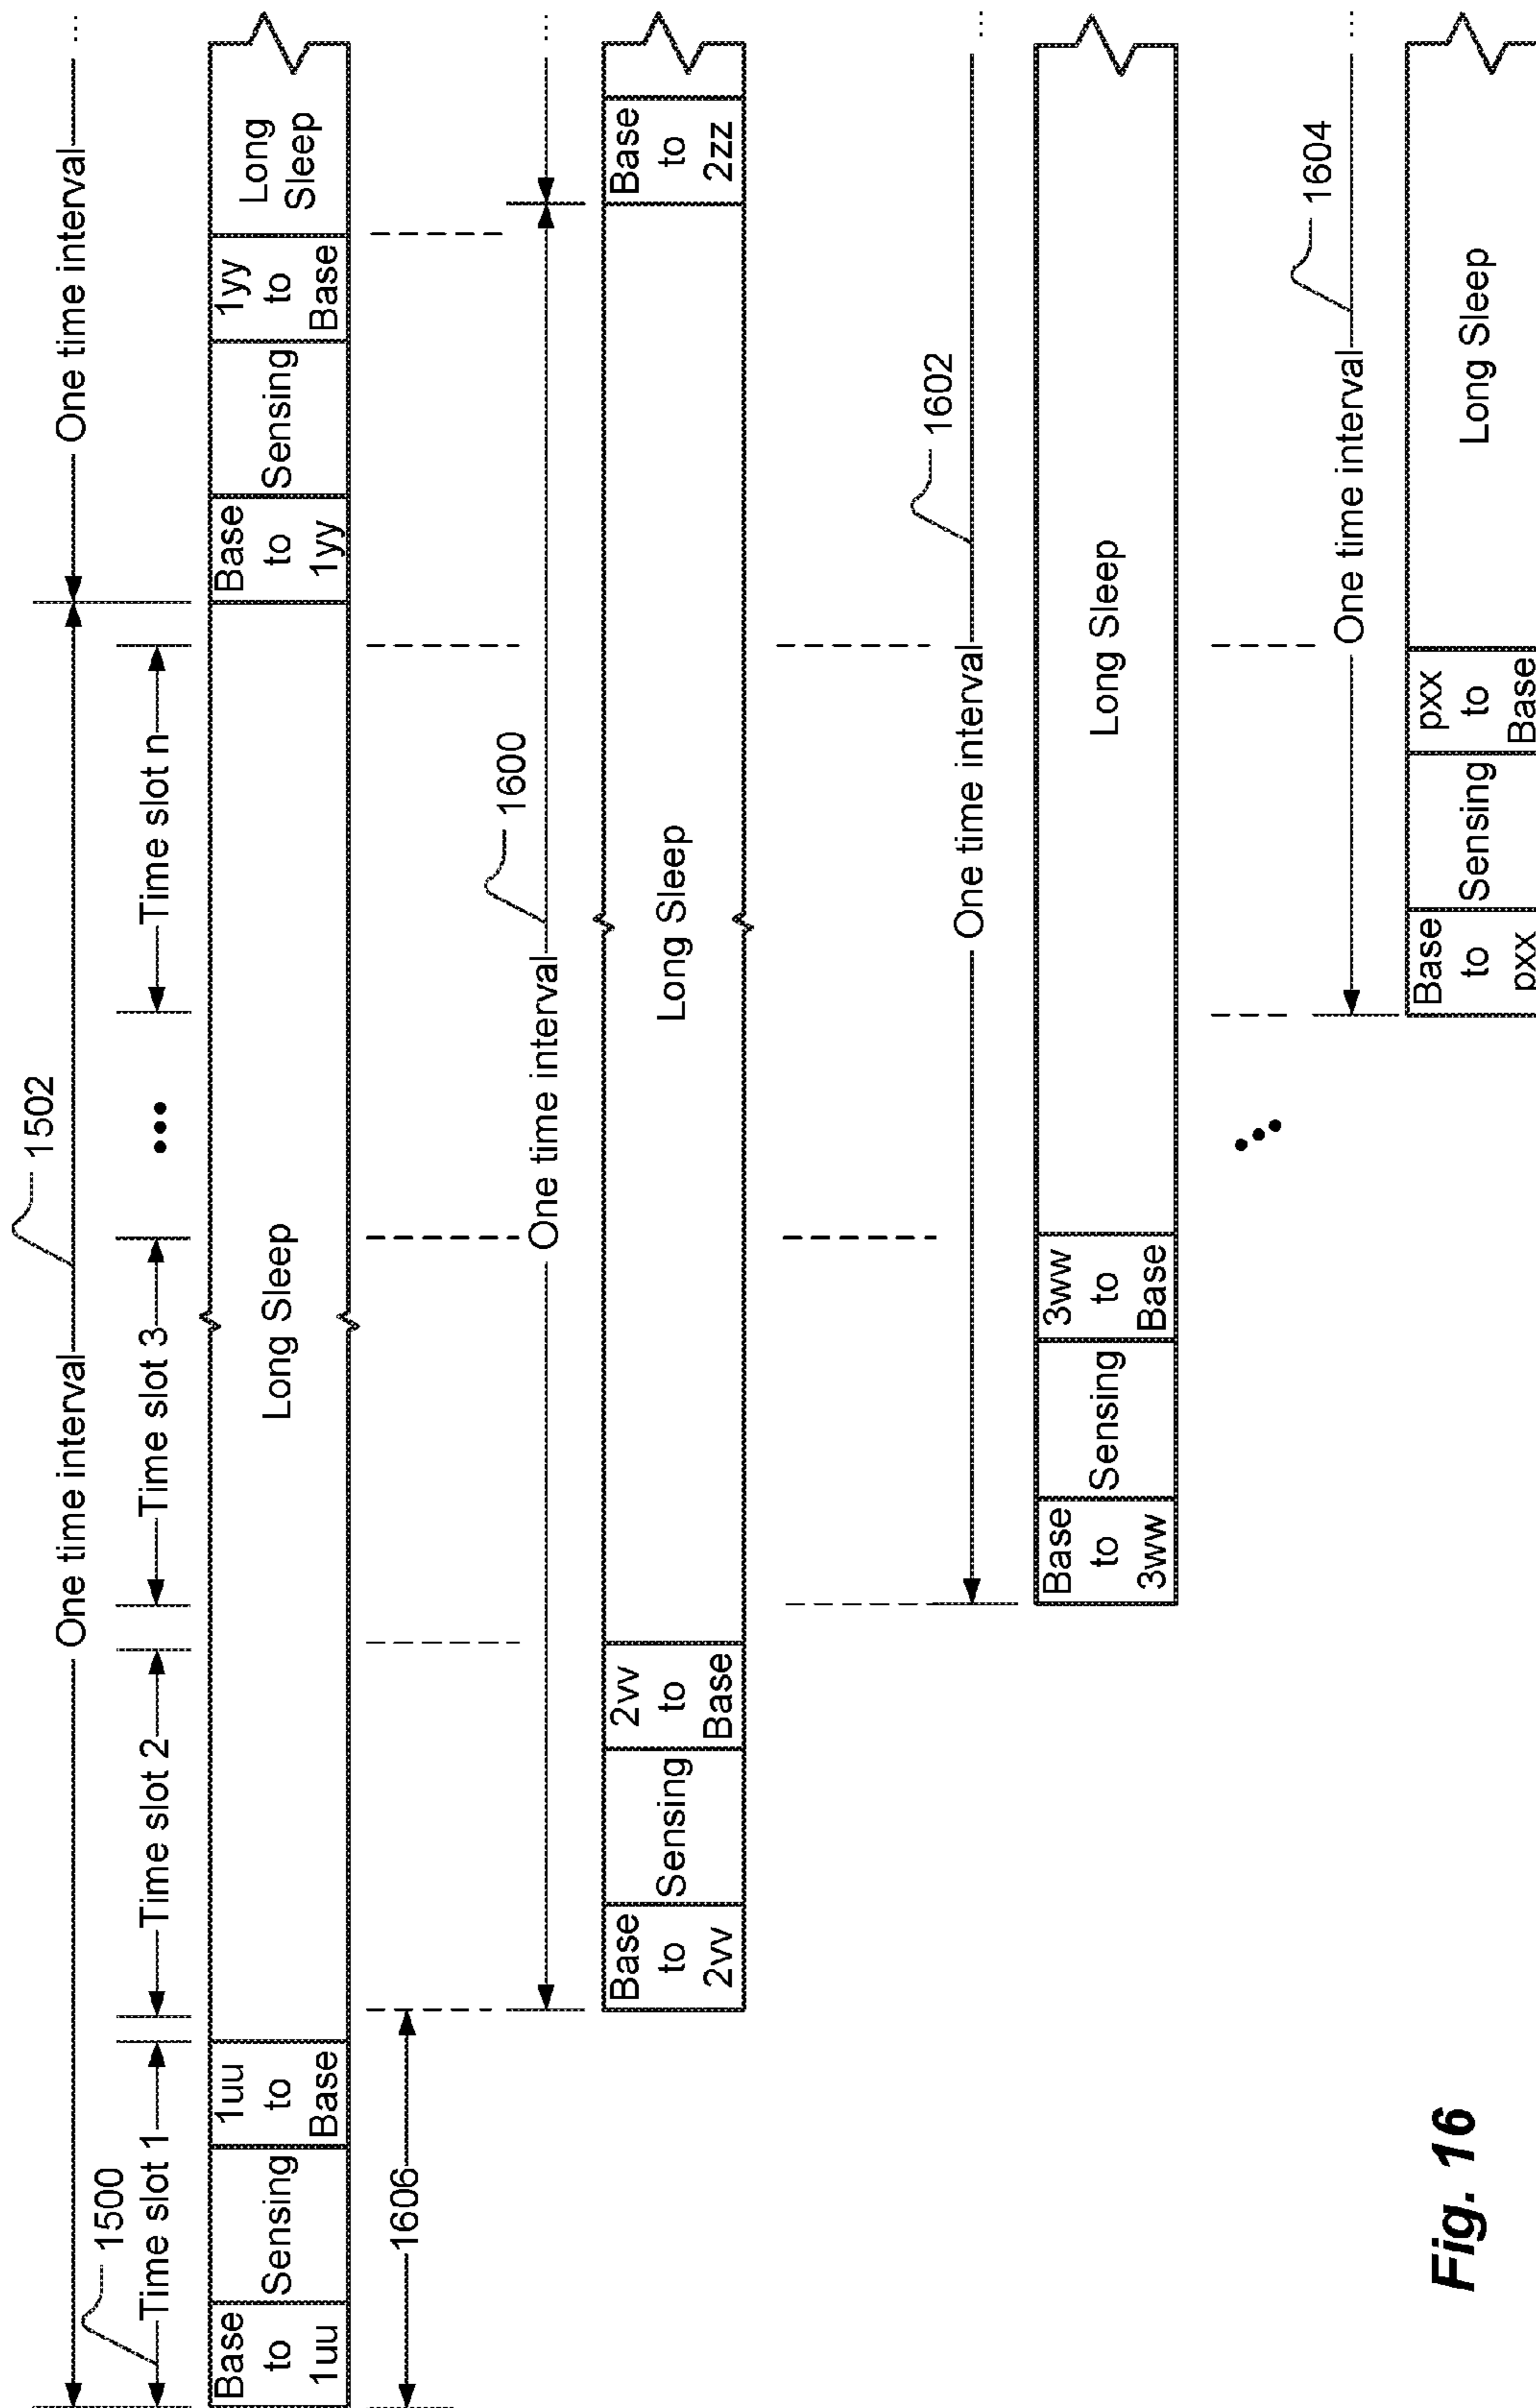 1502
One time interval
One time interval
...
1500
Time slot 1
Time slot 2
Time slot 3
•••
Time slot n
Base
to
1uu
Sensing
1uu
to
Base
Long Sleep
Base
to
1yy
Sensing
1yy
to
Base
Long
Sleep
1606
1600
One time interval
...
Base
to
2vv
Sensing
2vv
to
Base
Long Sleep
Base
to
2zz
1602
One time interval
...
Base
to
3ww
Sensing
3ww
to
Base
Long Sleep
•••
1604
One time interval
...
Base
to
pxx
Sensing
pxx
to
Base
Long Sleep
Fig. 16